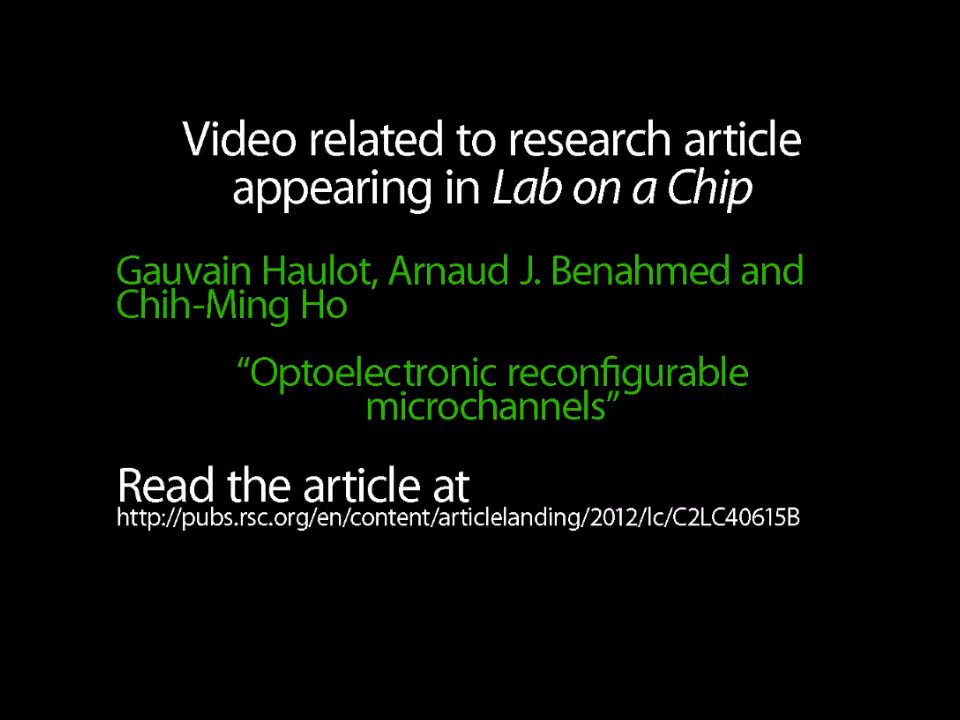 Video related to research article
appearing in Lab on a Chip
Gauvain Haulot, Arnaud J. Benahmed and
Chih-Ming Ho
“Optoelectronic reconfigurable
microchannels”
Read the article at
http://pubs.rsc.org/en/content/articlelanding/2012/lc/C2LC40615B